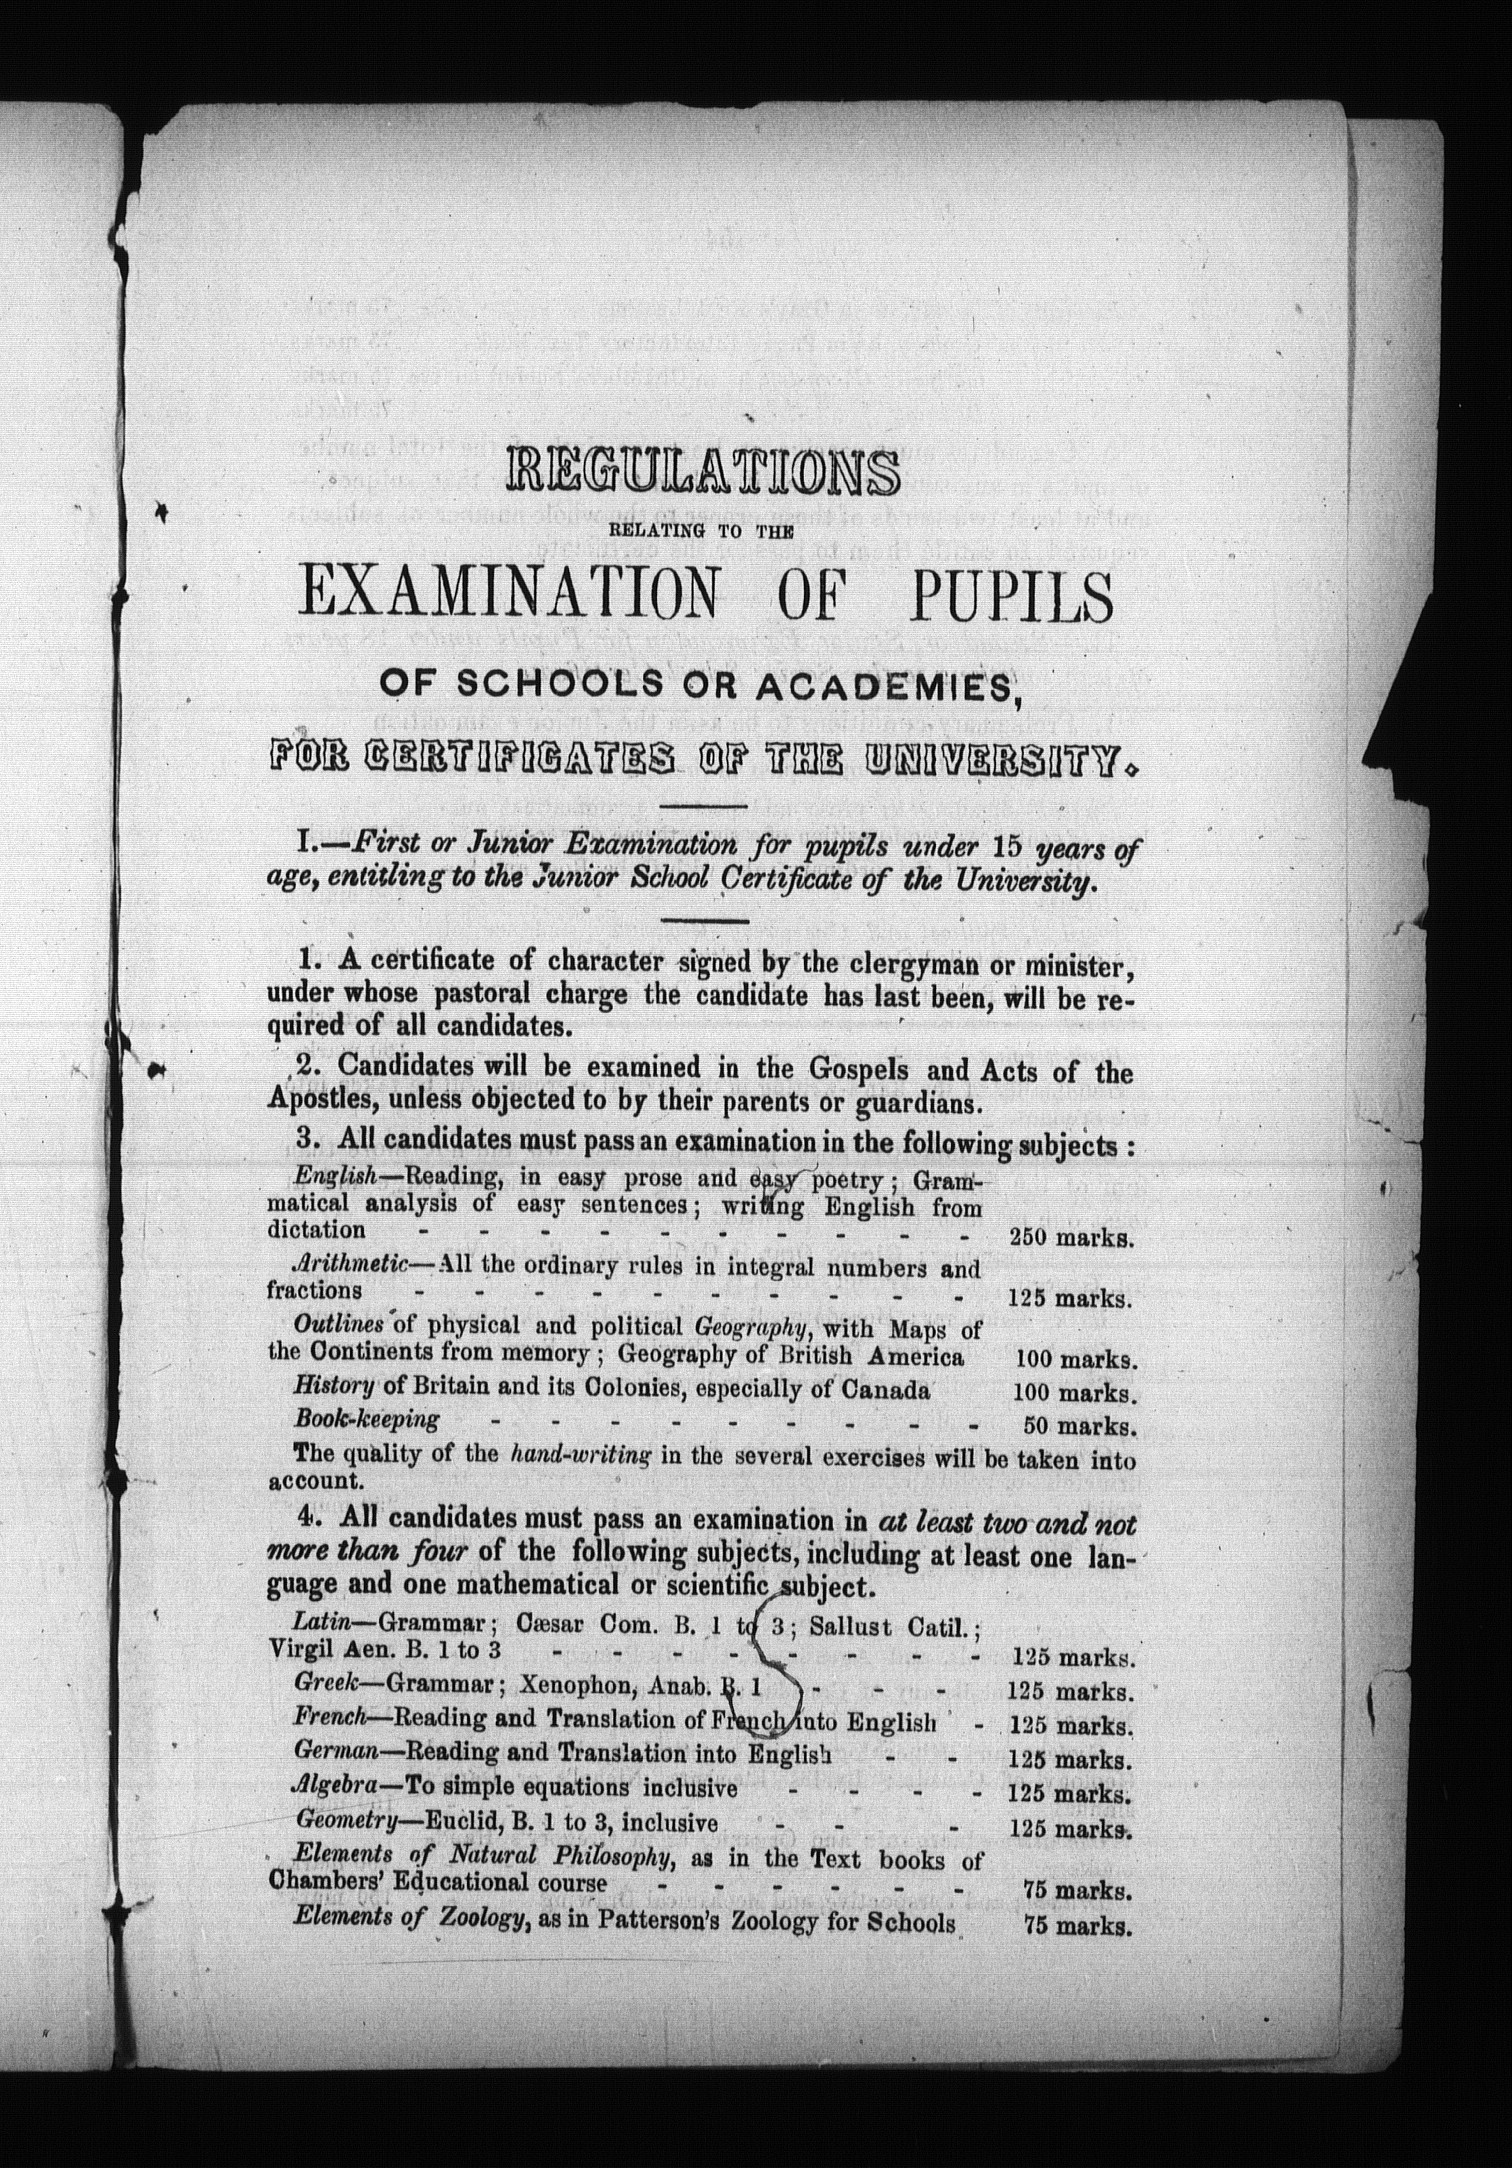 REGULATIONS
RELATING TO THE
EXAMINATION OF PUPILS
OF SCHOOLS OR ACADEMIES,
FOR CERTIFICATES OF THE UNIVERSITY.
I.—First or Junior Examination for pupils under 15 years of
age, entitling to the Junior School Certificate of the University.
1. A certificate of character signed by the clergyman or minister,
under whose pastoral charge the candidate has last been, will be re-
quired of all candidates.
2. Candidates will be examined in the Gospels and Acts of the
Apostles, unless objected to by their parents or guardians.
3. All candidates must pass an examination in the following subjects :
English—Reading, in easy prose and easy poetry ; Gram-
matical analysis of easy sentences ; writing English from
dictation - - - - - - - - - - 250 marks.
Arithmetic—All the ordinary rules in integral numbers and
fractions - - - - - - - - - - 125 marks.
Outlines of physical and political Geography, with Maps of
the Continents from memory ; Geography of British America 100 marks.
History of Britain and its Colonies, especially of Canada 100 marks.
Book-keeping - - - - - - - - - 50 marks.
The quality of the hand-writing in the several exercises will be taken into
account.
4. All candidates must pass an examination in at least two and not
more than four of the following subjects, including at least one lan-
guage and one mathematical or scientific subject.
Latin—Grammar ; Cæsar Com. B. 1 to 3 ; Sallust Catil. ;
Virgil Aen. B. 1 to 3 - - - - - - - - 125 marks.
Greek—Grammar ; Xenophon, Anab. B. 1 - - - 125 marks.
French—Reading and Translation of French into English - 125 marks.
German—Reading and Translation into English - - 125 marks.
Algebra—To simple equations inclusive - - - - 125 marks.
Geometry—Euclid, B. 1 to 3, inclusive - - - 125 marks.
Elements of Natural Philosophy, as in the Text books of
Chambers' Educational course - - - - - - 75 marks.
Elements of Zoology, as in Patterson's Zoology for Schools 75 marks.